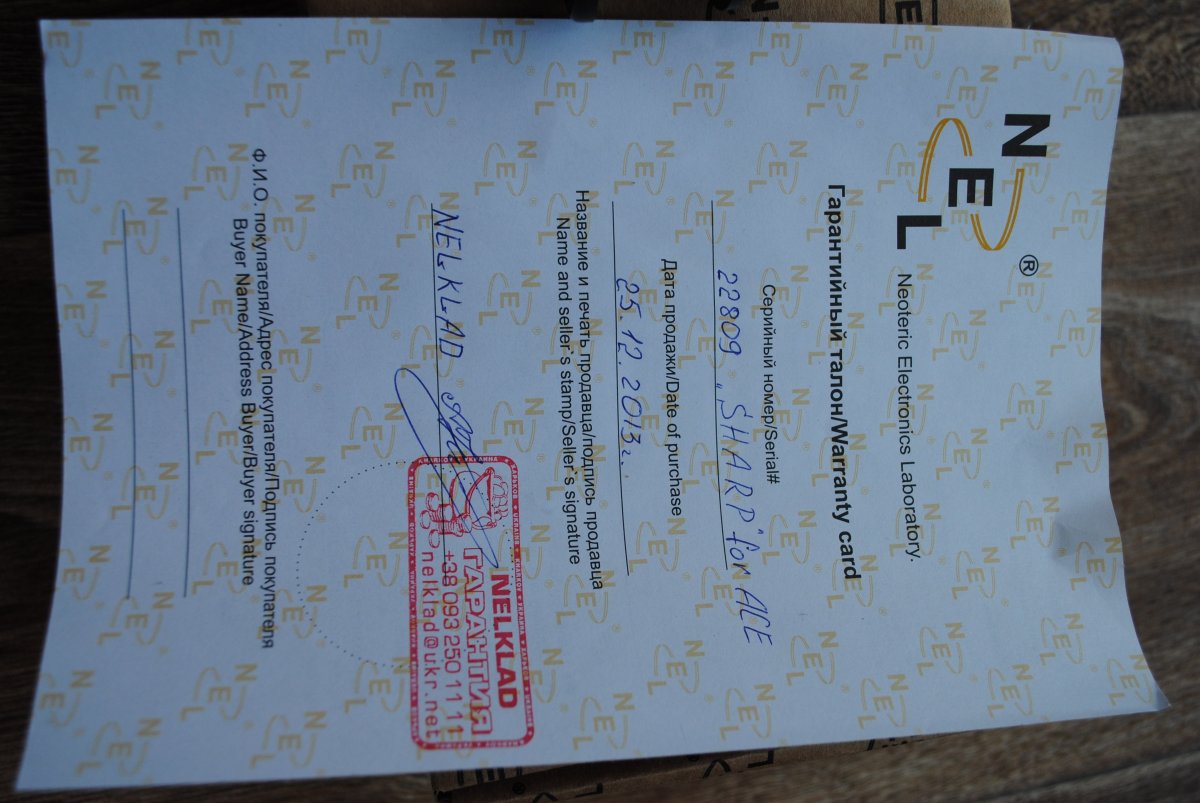 NEL®
Neoteric Electronics Laboratory.
Гарантийный талон/Warranty card
Серийный номер/Serial#
22809 „SHARP" for ACE
Дата продажи/Date of purchase
25.12.2013г.
Название и печать продавца/подпись продавца
Name and seller`s stamp/Seller`s signature
NELKLAD
NELKLAD
ГАРАНТИЯ
+38 093 250 11 11
nelklad@ukr.net
Ф.И.О. покупателя/Адрес покупателя/Подпись покупателя
Buyer Name/Address Buyer/Buyer signature